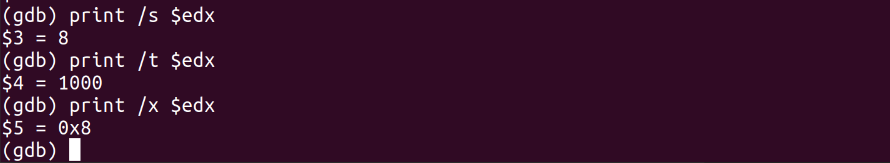 (gdb) print /s $edx
$3 = 8
(gdb) print /t $edx
$4 = 1000
(gdb) print /x $edx
$5 = 0x8
(gdb)